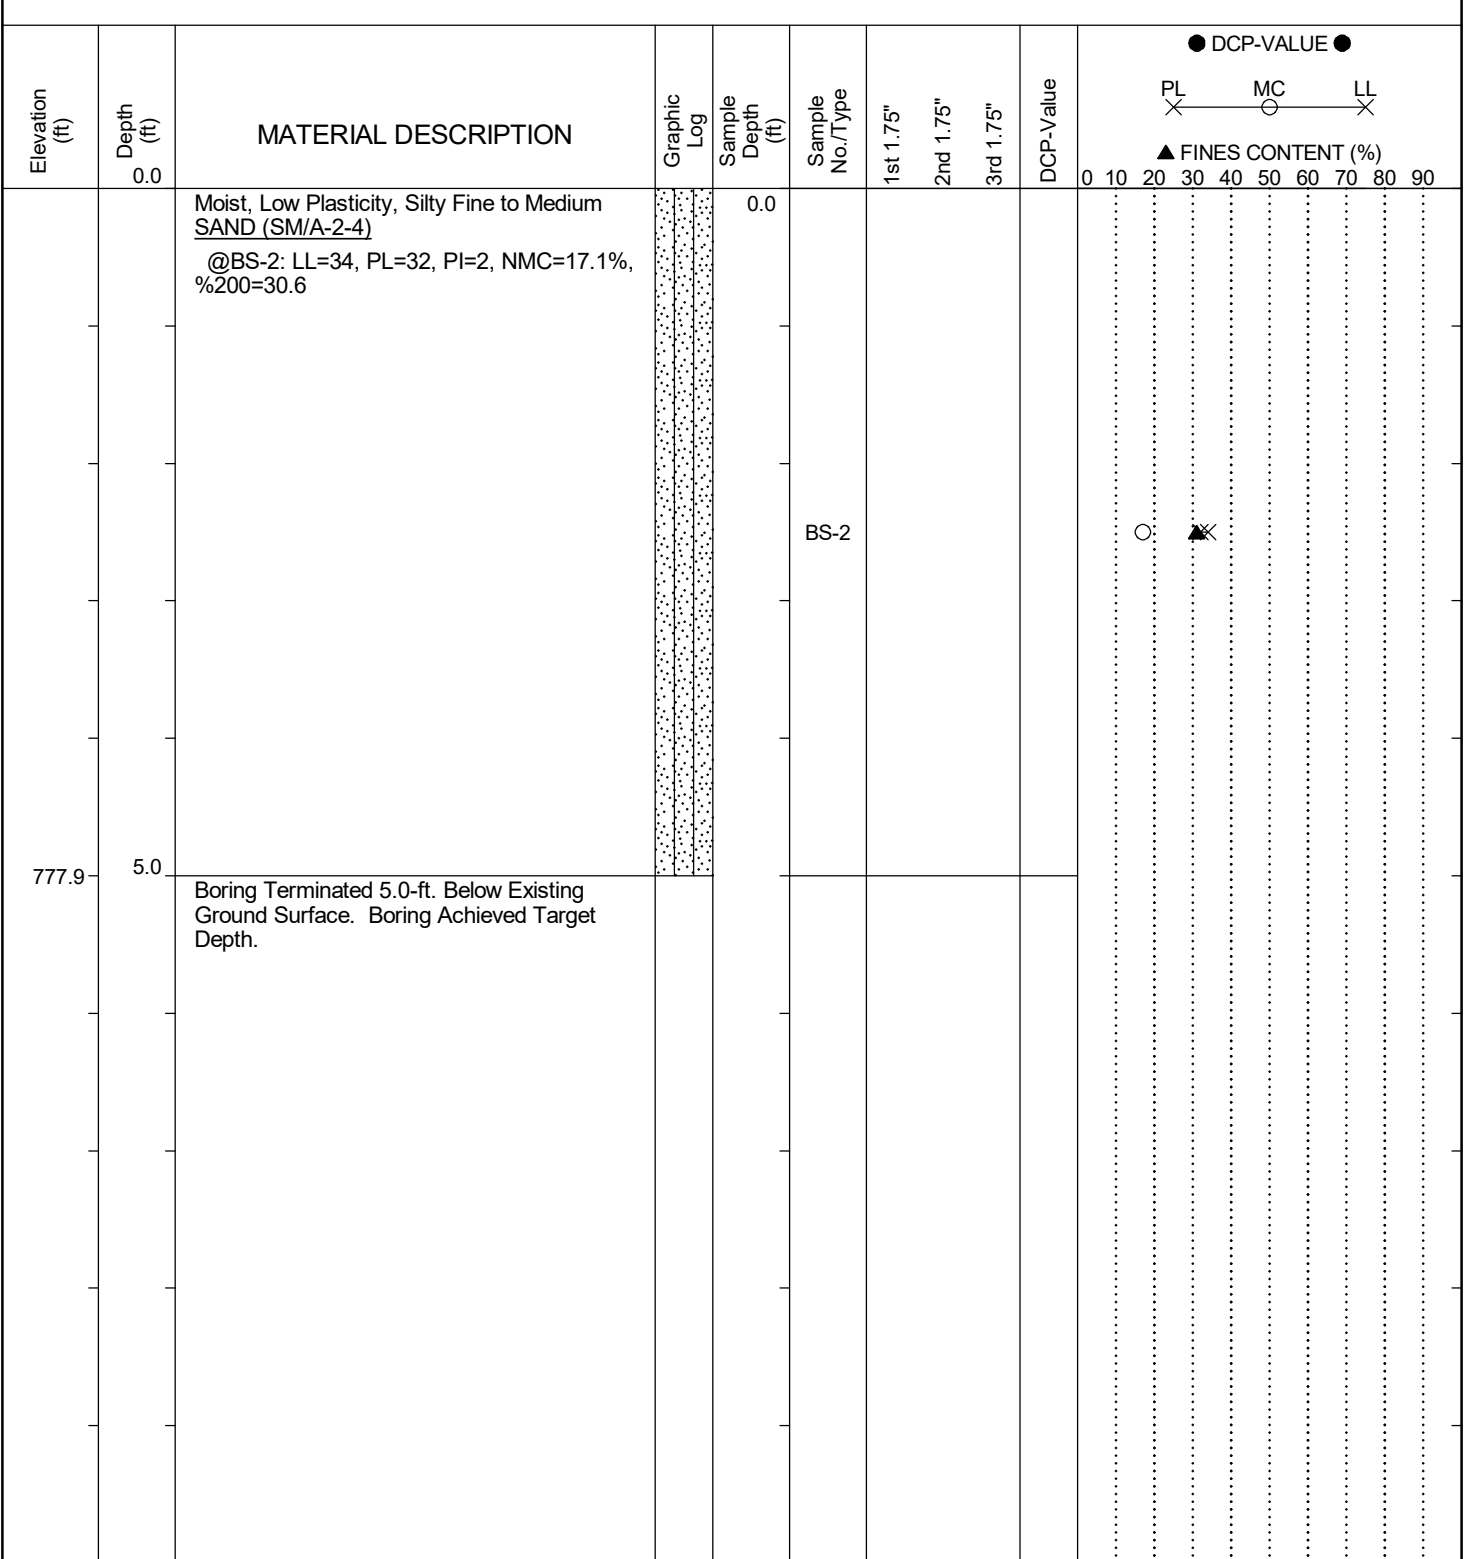 ● DCP-VALUE ●
PL MC LL
▲ FINES CONTENT (%)
Elevation
(ft)
Depth
(ft)
0.0
MATERIAL DESCRIPTION
Graphic
Log
Sample
Depth
(ft)
Sample
No./Type
1st 1.75"
2nd 1.75"
3rd 1.75"
DCP-Value
0 10 20 30 40 50 60 70 80 90
Moist, Low Plasticity, Silty Fine to Medium
SAND (SM/A-2-4)
@BS-2: LL=34, PL=32, PI=2, NMC=17.1%,
%200=30.6
0.0
BS-2
777.9
5.0
Boring Terminated 5.0-ft. Below Existing
Ground Surface. Boring Achieved Target
Depth.